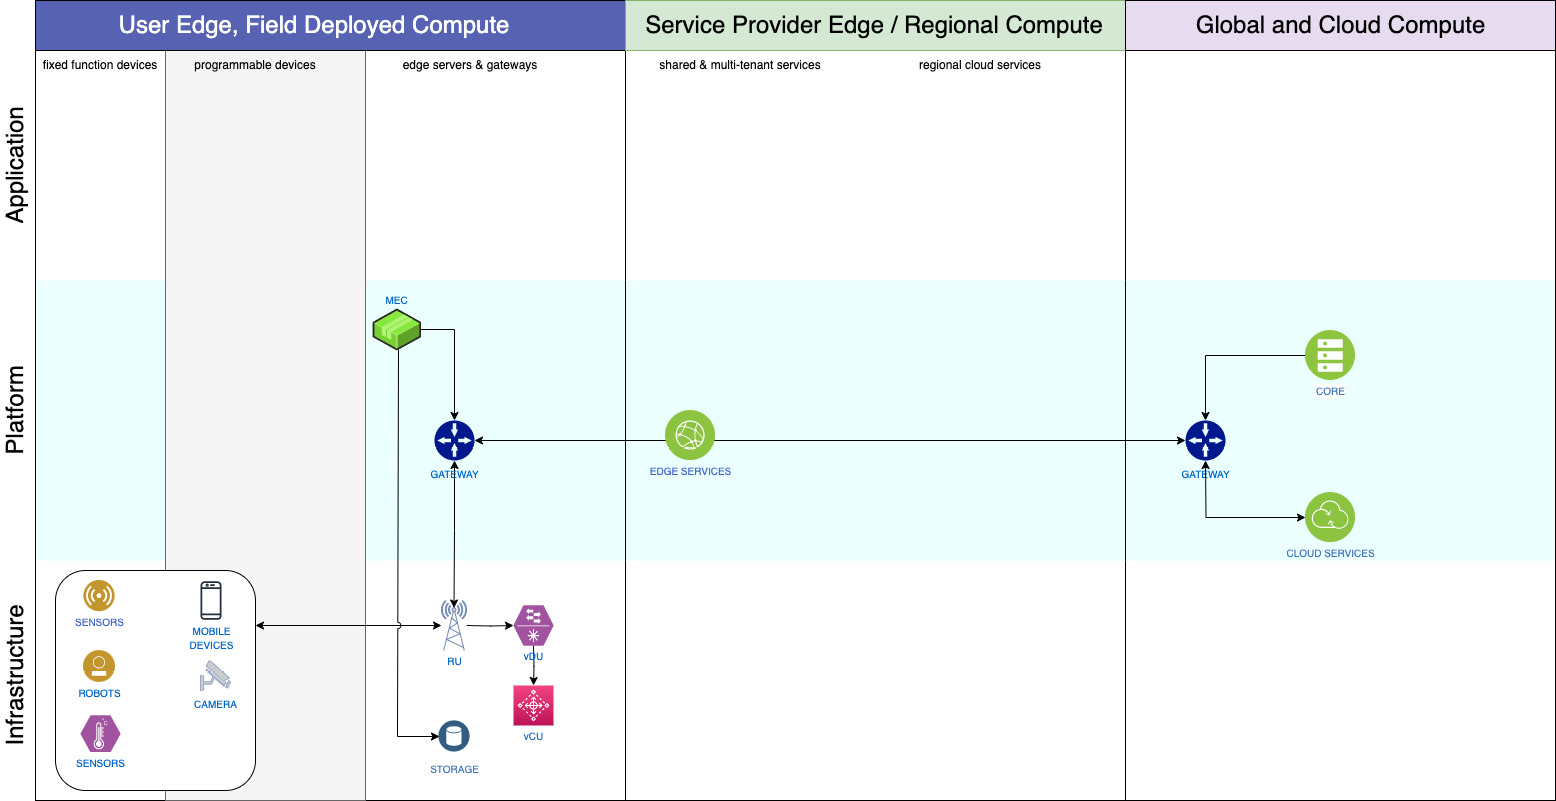 User Edge, Field Deployed Compute
Service Provider Edge / Regional Compute
Global and Cloud Compute
fixed function devices
programmable devices
edge servers & gateways
shared & multi-tenant services
regional cloud services
Application
Platform
Infrastructure
MEC
GATEWAY
EDGE SERVICES
CORE
GATEWAY
CLOUD SERVICES
SENSORS
MOBILE
DEVICES
ROBOTS
CAMERA
SENSORS
RU
vDU
vCU
STORAGE
°C